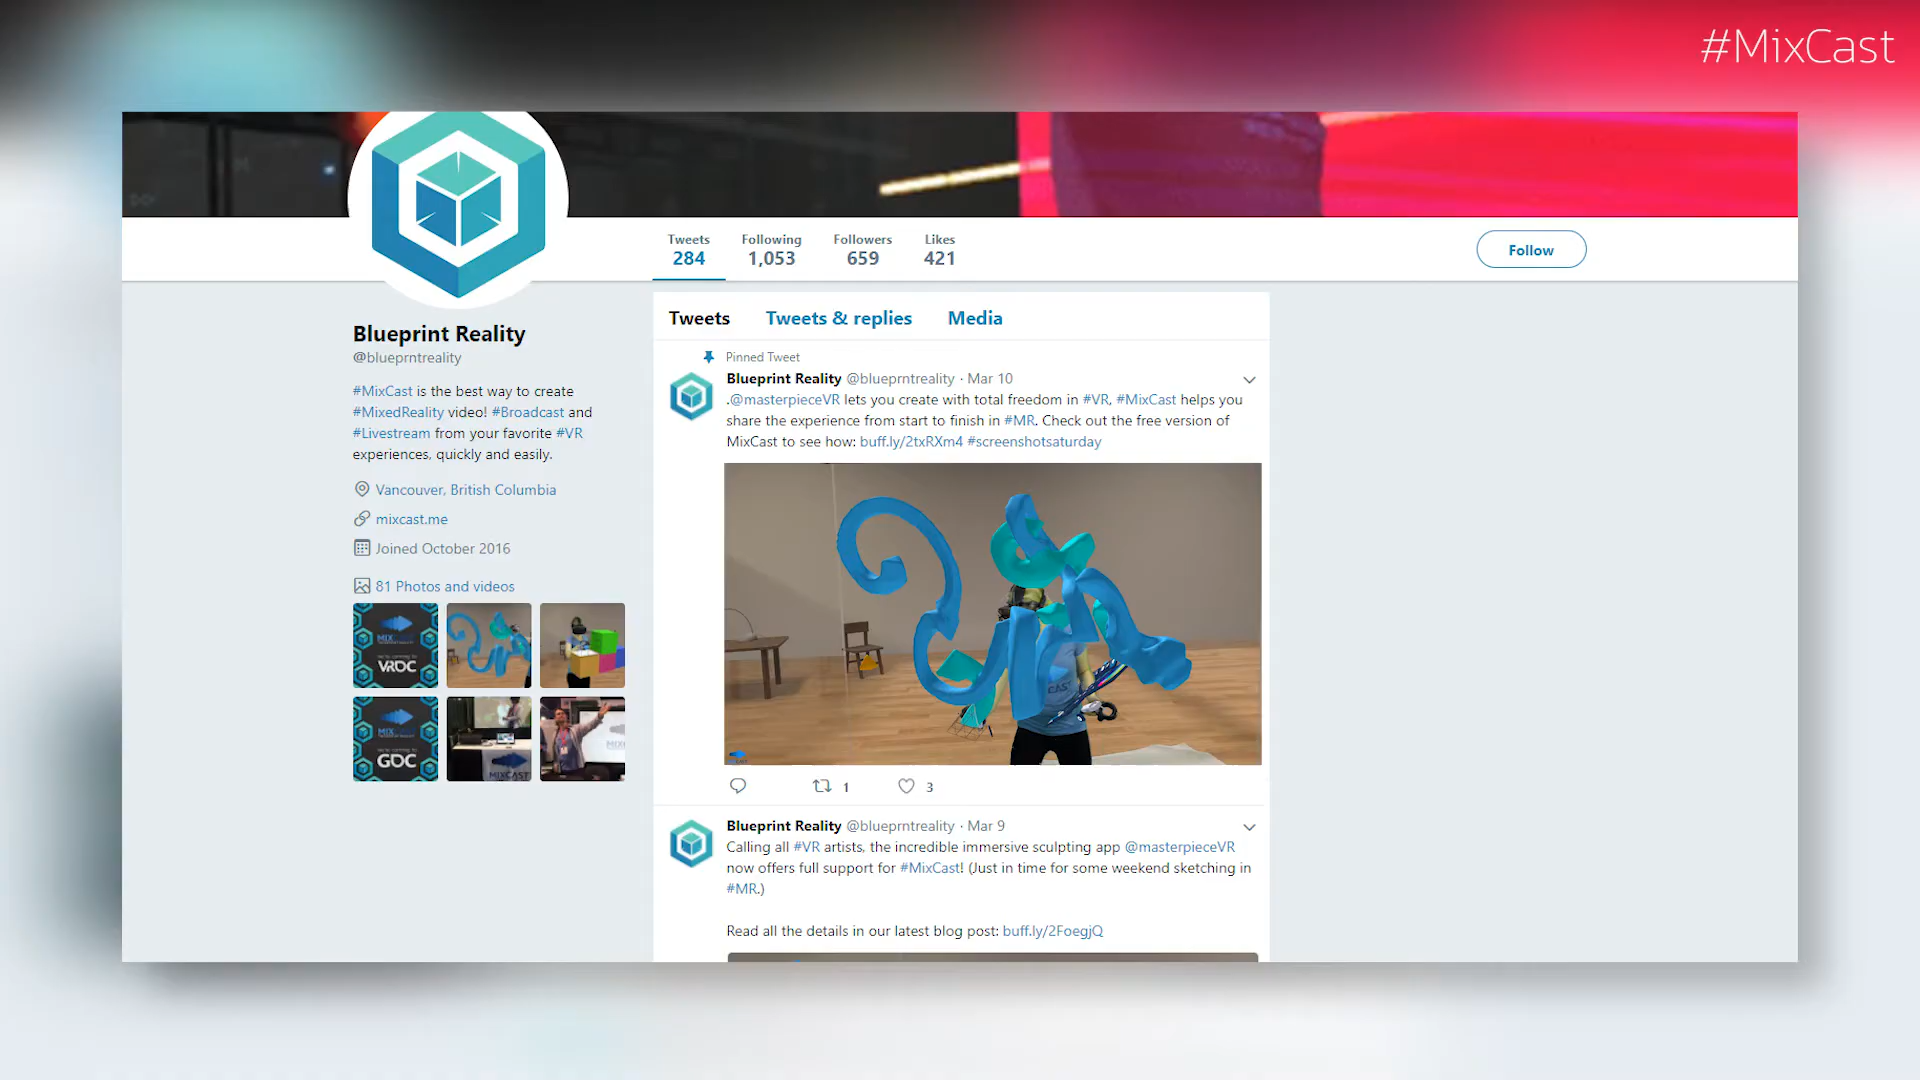 #MixCast
Tweets
284
Following
1,053
Followers
659
Likes
421
Follow
Blueprint Reality
@blueprntreality
#MixCast is the best way to create
#MixedReality video! #Broadcast and
#Livestream from your favorite #VR
experiences, quickly and easily.
Vancouver, British Columbia
mixcast.me
Joined October 2016
81 Photos and videos
VRDC
GDC
MIXCAST
Tweets
Tweets & replies
Media
Pinned Tweet
Blueprint Reality @blueprntreality · Mar 10
.@masterpieceVR lets you create with total freedom in #VR, #MixCast helps you
share the experience from start to finish in #MR. Check out the free version of
MixCast to see how: buff.ly/2txRXm4 #screenshotsaturday
1
3
Blueprint Reality @blueprntreality · Mar 9
Calling all #VR artists, the incredible immersive sculpting app @masterpieceVR
now offers full support for #MixCast! (Just in time for some weekend sketching in
#MR.)
Read all the details in our latest blog post: buff.ly/2FoegjQ